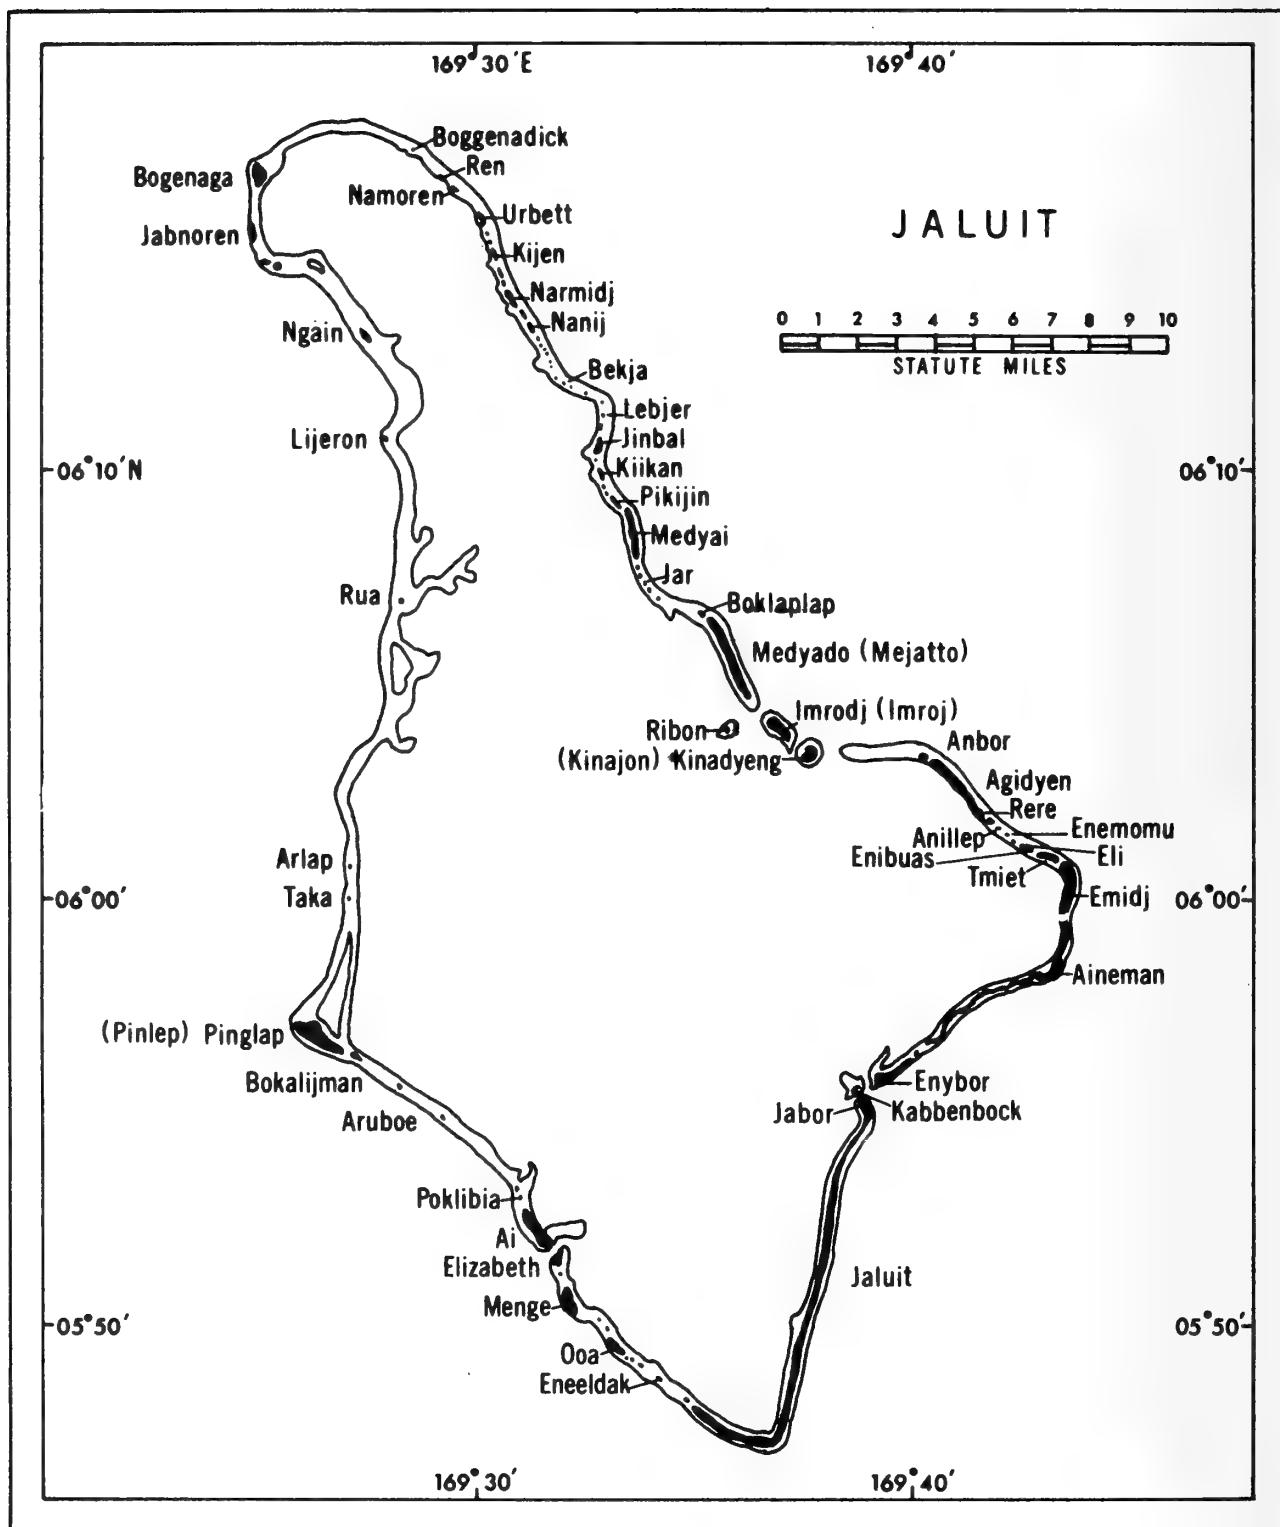 169°30'E
169°40'
Boggenadick
Ren
Bogenaga
Namoren
Urbett
JALUIT
Jabnoren
Kijen
Narmidj
0 1 2 3 4 5 6 7 8 9 10
Nanij
Ngain
STATUTE MILES
Bekja
Lebjer
Lijeron
Jinbal
06°10'N
Kiikan
06°10'
Pikijin
Medyai
Jar
Rua
Boklaplap
Medyado (Mejatto)
Imrodj (Imroj)
Ribon
Anbor
(Kinajon) Kinadyeng
Agidyen
Rere
Enemomu
Anillep
Eli
Enibuas
Arlap
Tmiet
Taka
06°00'
Emidj
06°00'
Aineman
(Pinlep) Pinglap
Bokalijman
Enybor
Jabor
Kabbenbock
Aruboe
Poklibia
Ai
Elizabeth
Jaluit
Menge
05°50'
05°50'
Ooa
Eneeldak
169°30'
169°40'